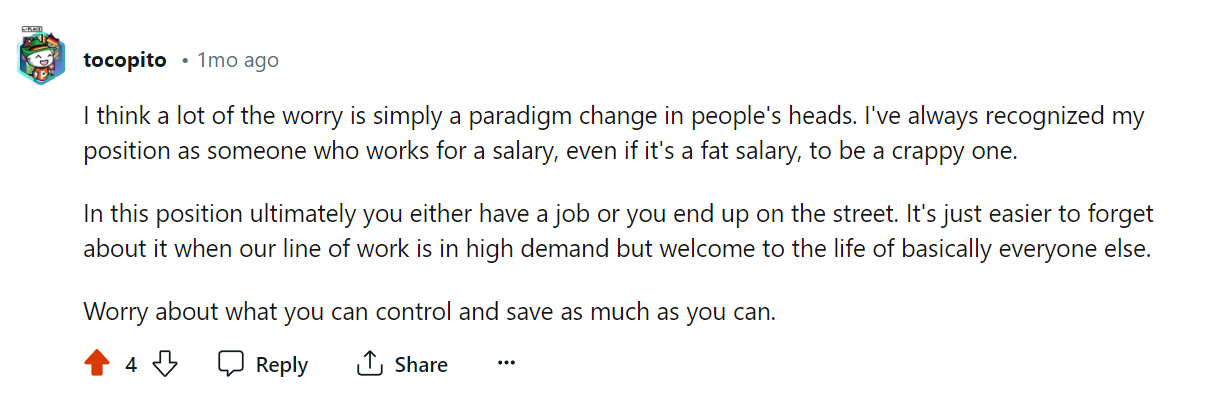 tocopito • 1mo ago
I think a lot of the worry is simply a paradigm change in people's heads. I've always recognized my
position as someone who works for a salary, even if it's a fat salary, to be a crappy one.
In this position ultimately you either have a job or you end up on the street. It's just easier to forget
about it when our line of work is in high demand but welcome to the life of basically everyone else.
Worry about what you can control and save as much as you can.
4 Reply Share ···